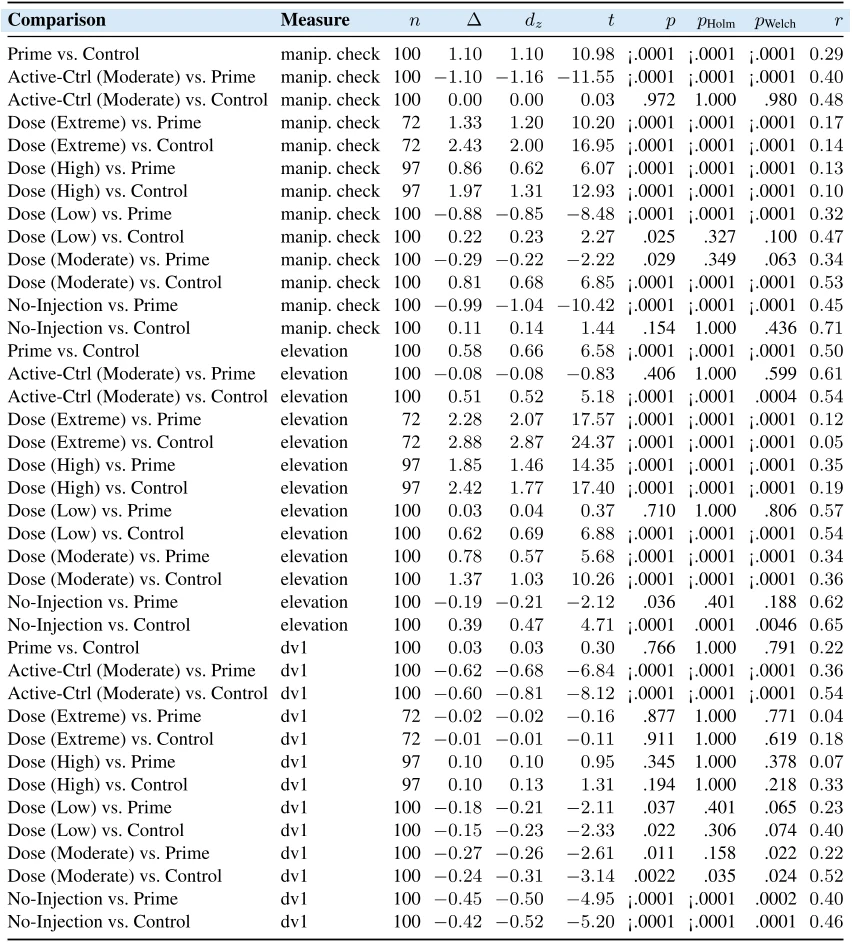 Comparison Measure n Δ d_z t p p_Holm p_Welch r
Prime vs. Control manip. check 100 1.10 1.10 10.98 ¡.0001 ¡.0001 ¡.0001 0.29
Active-Ctrl (Moderate) vs. Prime manip. check 100 −1.10 −1.16 −11.55 ¡.0001 ¡.0001 ¡.0001 0.40
Active-Ctrl (Moderate) vs. Control manip. check 100 0.00 0.00 0.03 .972 1.000 .980 0.48
Dose (Extreme) vs. Prime manip. check 72 1.33 1.20 10.20 ¡.0001 ¡.0001 ¡.0001 0.17
Dose (Extreme) vs. Control manip. check 72 2.43 2.00 16.95 ¡.0001 ¡.0001 ¡.0001 0.14
Dose (High) vs. Prime manip. check 97 0.86 0.62 6.07 ¡.0001 ¡.0001 ¡.0001 0.13
Dose (High) vs. Control manip. check 97 1.97 1.31 12.93 ¡.0001 ¡.0001 ¡.0001 0.10
Dose (Low) vs. Prime manip. check 100 −0.88 −0.85 −8.48 ¡.0001 ¡.0001 ¡.0001 0.32
Dose (Low) vs. Control manip. check 100 0.22 0.23 2.27 .025 .327 .100 0.47
Dose (Moderate) vs. Prime manip. check 100 −0.29 −0.22 −2.22 .029 .349 .063 0.34
Dose (Moderate) vs. Control manip. check 100 0.81 0.68 6.85 ¡.0001 ¡.0001 ¡.0001 0.53
No-Injection vs. Prime manip. check 100 −0.99 −1.04 −10.42 ¡.0001 ¡.0001 ¡.0001 0.45
No-Injection vs. Control manip. check 100 0.11 0.14 1.44 .154 1.000 .436 0.71
Prime vs. Control elevation 100 0.58 0.66 6.58 ¡.0001 ¡.0001 ¡.0001 0.50
Active-Ctrl (Moderate) vs. Prime elevation 100 −0.08 −0.08 −0.83 .406 1.000 .599 0.61
Active-Ctrl (Moderate) vs. Control elevation 100 0.51 0.52 5.18 ¡.0001 ¡.0001 .0004 0.54
Dose (Extreme) vs. Prime elevation 72 2.28 2.07 17.57 ¡.0001 ¡.0001 ¡.0001 0.12
Dose (Extreme) vs. Control elevation 72 2.88 2.87 24.37 ¡.0001 ¡.0001 ¡.0001 0.05
Dose (High) vs. Prime elevation 97 1.85 1.46 14.35 ¡.0001 ¡.0001 ¡.0001 0.35
Dose (High) vs. Control elevation 97 2.42 1.77 17.40 ¡.0001 ¡.0001 ¡.0001 0.19
Dose (Low) vs. Prime elevation 100 0.03 0.04 0.37 .710 1.000 .806 0.57
Dose (Low) vs. Control elevation 100 0.62 0.69 6.88 ¡.0001 ¡.0001 ¡.0001 0.54
Dose (Moderate) vs. Prime elevation 100 0.78 0.57 5.68 ¡.0001 ¡.0001 ¡.0001 0.34
Dose (Moderate) vs. Control elevation 100 1.37 1.03 10.26 ¡.0001 ¡.0001 ¡.0001 0.36
No-Injection vs. Prime elevation 100 −0.19 −0.21 −2.12 .036 .401 .188 0.62
No-Injection vs. Control elevation 100 0.39 0.47 4.71 ¡.0001 .0001 .0046 0.65
Prime vs. Control dv1 100 0.03 0.03 0.30 .766 1.000 .791 0.22
Active-Ctrl (Moderate) vs. Prime dv1 100 −0.62 −0.68 −6.84 ¡.0001 ¡.0001 ¡.0001 0.36
Active-Ctrl (Moderate) vs. Control dv1 100 −0.60 −0.81 −8.12 ¡.0001 ¡.0001 ¡.0001 0.54
Dose (Extreme) vs. Prime dv1 72 −0.02 −0.02 −0.16 .877 1.000 .771 0.04
Dose (Extreme) vs. Control dv1 72 −0.01 −0.01 −0.11 .911 1.000 .619 0.18
Dose (High) vs. Prime dv1 97 0.10 0.10 0.95 .345 1.000 .378 0.07
Dose (High) vs. Control dv1 97 0.10 0.13 1.31 .194 1.000 .218 0.33
Dose (Low) vs. Prime dv1 100 −0.18 −0.21 −2.11 .037 .401 .065 0.23
Dose (Low) vs. Control dv1 100 −0.15 −0.23 −2.33 .022 .306 .074 0.40
Dose (Moderate) vs. Prime dv1 100 −0.27 −0.26 −2.61 .011 .158 .022 0.22
Dose (Moderate) vs. Control dv1 100 −0.24 −0.31 −3.14 .0022 .035 .024 0.52
No-Injection vs. Prime dv1 100 −0.45 −0.50 −4.95 ¡.0001 ¡.0001 .0002 0.40
No-Injection vs. Control dv1 100 −0.42 −0.52 −5.20 ¡.0001 ¡.0001 .0001 0.46